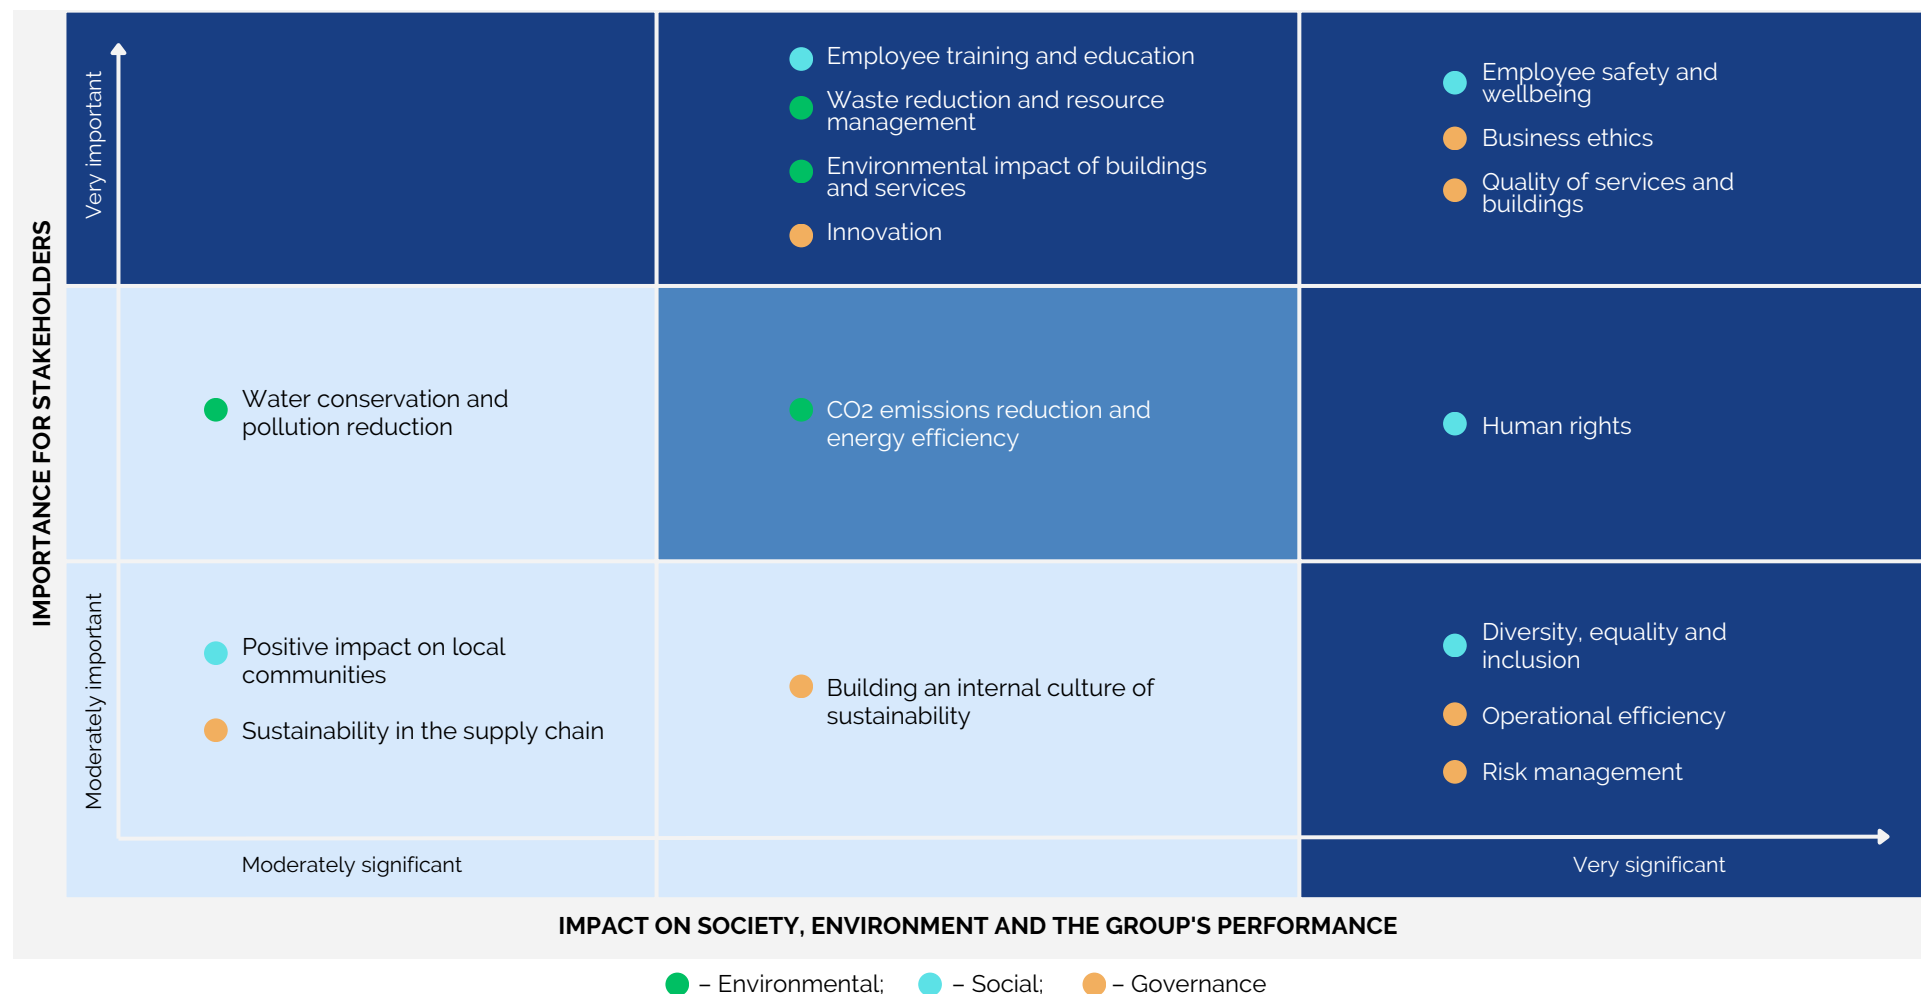 IMPORTANCE FOR STAKEHOLDERS
Very important
Employee training and education
Waste reduction and resource
management
Environmental impact of buildings
and services
Innovation
Employee safety and
wellbeing
Business ethics
Quality of services and
buildings
Water conservation and
pollution reduction
CO2 emissions reduction and
energy efficiency
Human rights
Moderately important
Positive impact on local
communities
Sustainability in the supply chain
Building an internal culture of
sustainability
Diversity, equality and
inclusion
Operational efficiency
Risk management
Moderately significant
Very significant
IMPACT ON SOCIETY, ENVIRONMENT AND THE GROUP'S PERFORMANCE
– Environmental; – Social; – Governance